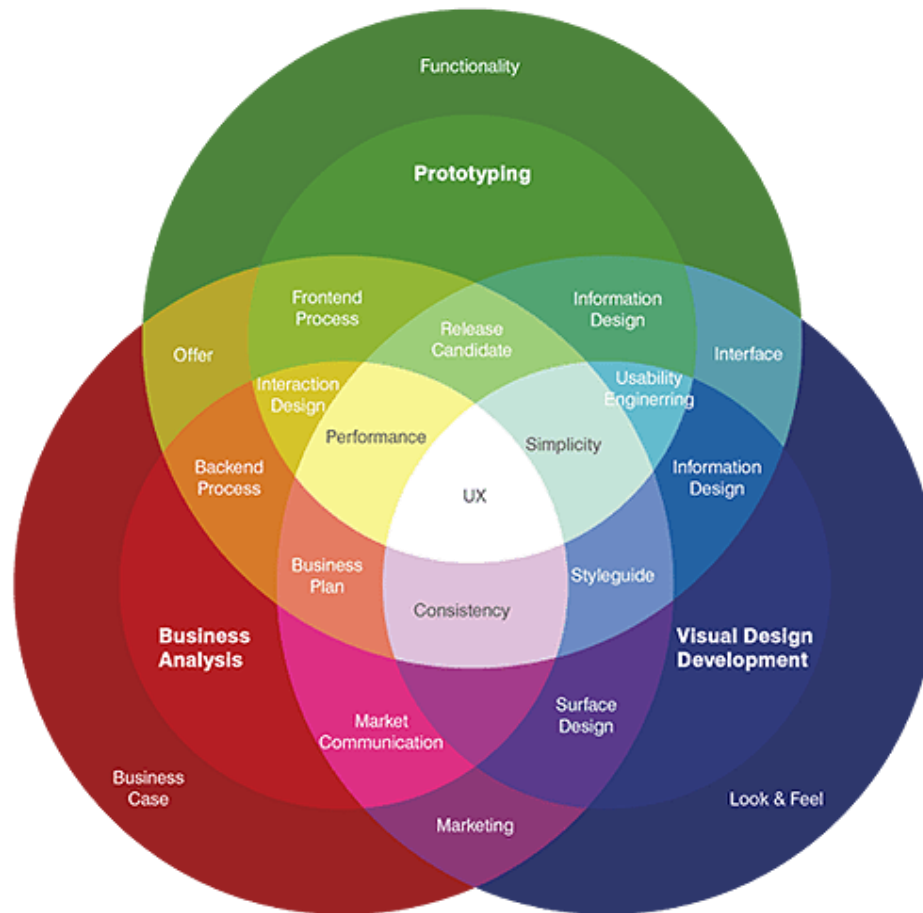 Functionality
Prototyping
Frontend
Process
Information
Design
Release
Candidate
Offer
Interface
Interaction
Design
Usability
Enginerring
Performance
Simplicity
Backend
Process
Information
Design
UX
Business
Plan
Styleguide
Consistency
Business
Analysis
Visual Design
Development
Market
Communication
Surface
Design
Business
Case
Look & Feel
Marketing